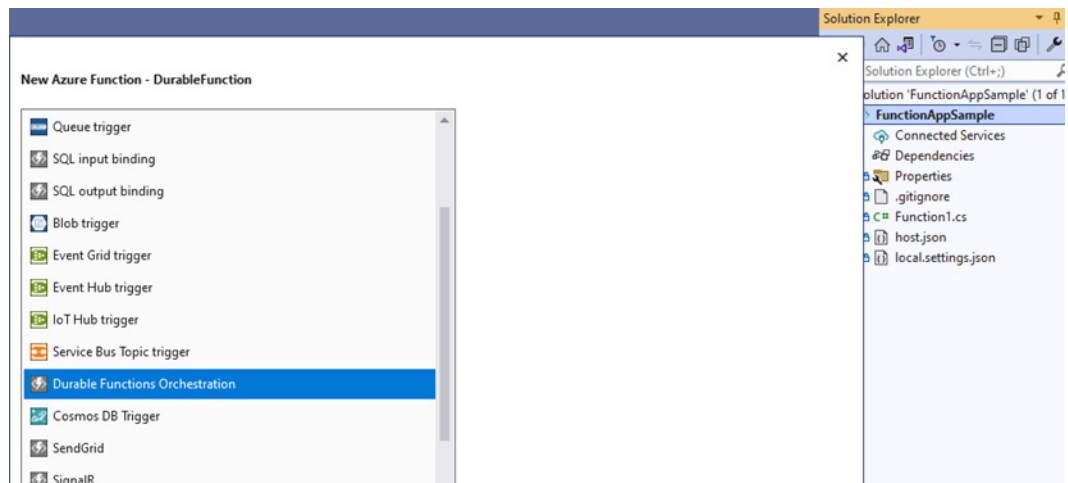 Solution Explorer
Solution Explorer (Ctrl+;)
New Azure Function - DurableFunction
Queue trigger
SQL input binding
SQL output binding
Blob trigger
Event Grid trigger
Event Hub trigger
IoT Hub trigger
Service Bus Topic trigger
Durable Functions Orchestration
Cosmos DB Trigger
SendGrid
SignalR
olution 'FunctionAppSample' (1 of 1
FunctionAppSample
Connected Services
Dependencies
Properties
.gitignore
C# Function1.cs
host.json
local.settings.json